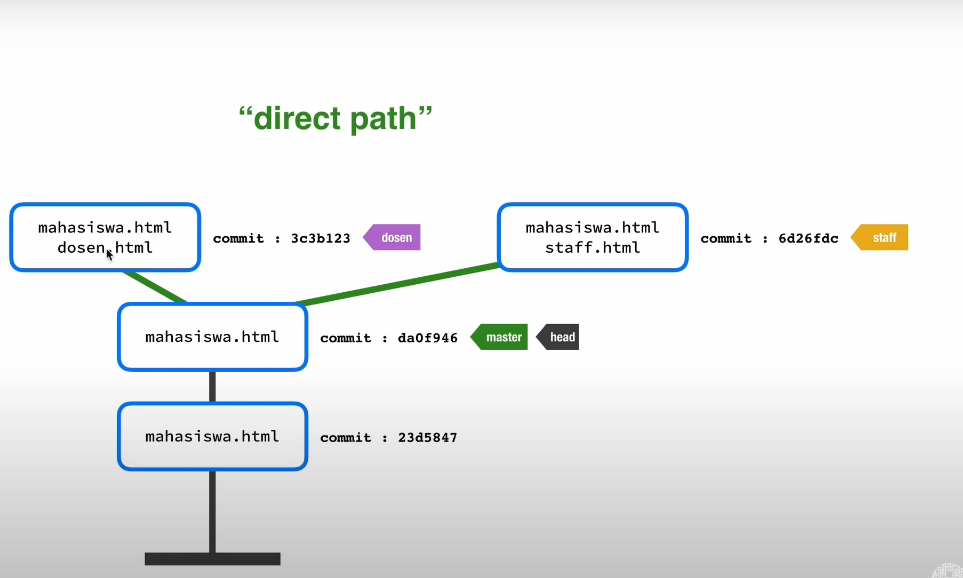 “direct path”
mahasiswa.html
dosen.html
commit : 3c3b123
dosen
mahasiswa.html
staff.html
commit : 6d26fdc
staff
mahasiswa.html
commit : da0f946
master
head
mahasiswa.html
commit : 23d5847